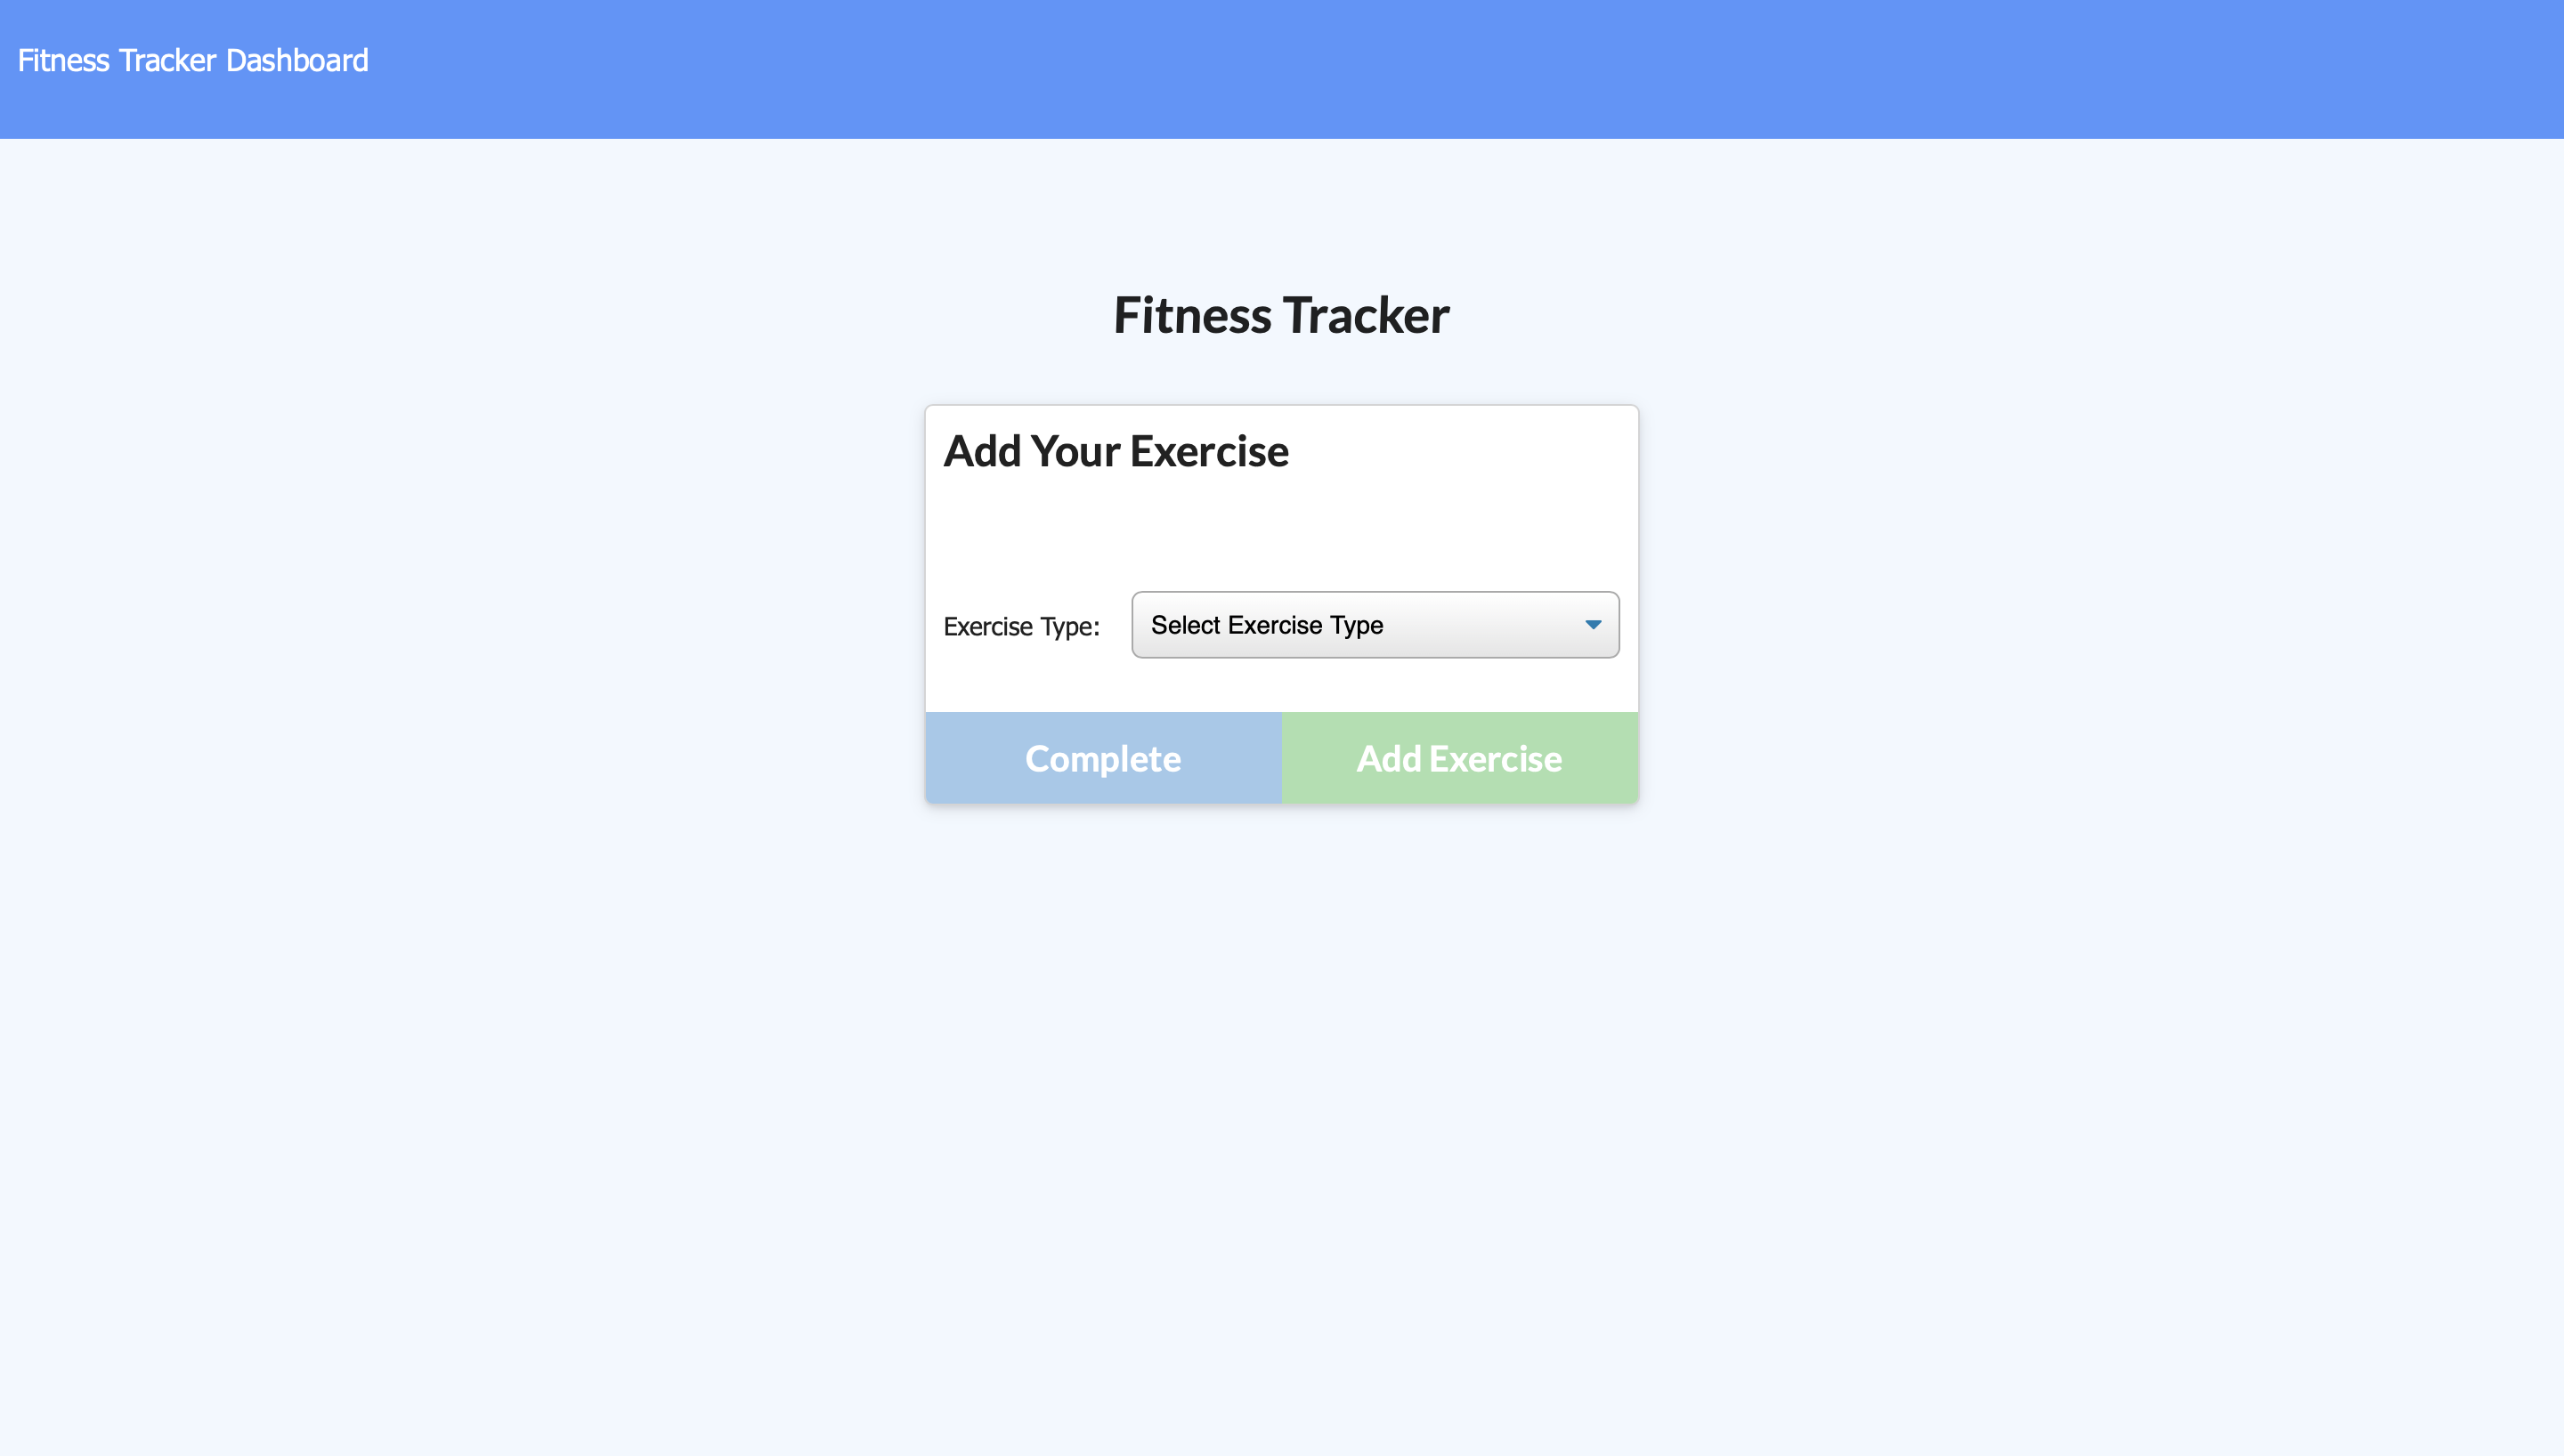 Fitness Tracker Dashboard
Fitness Tracker
Add Your Exercise
Exercise Type: Select Exercise Type
Complete Add Exercise